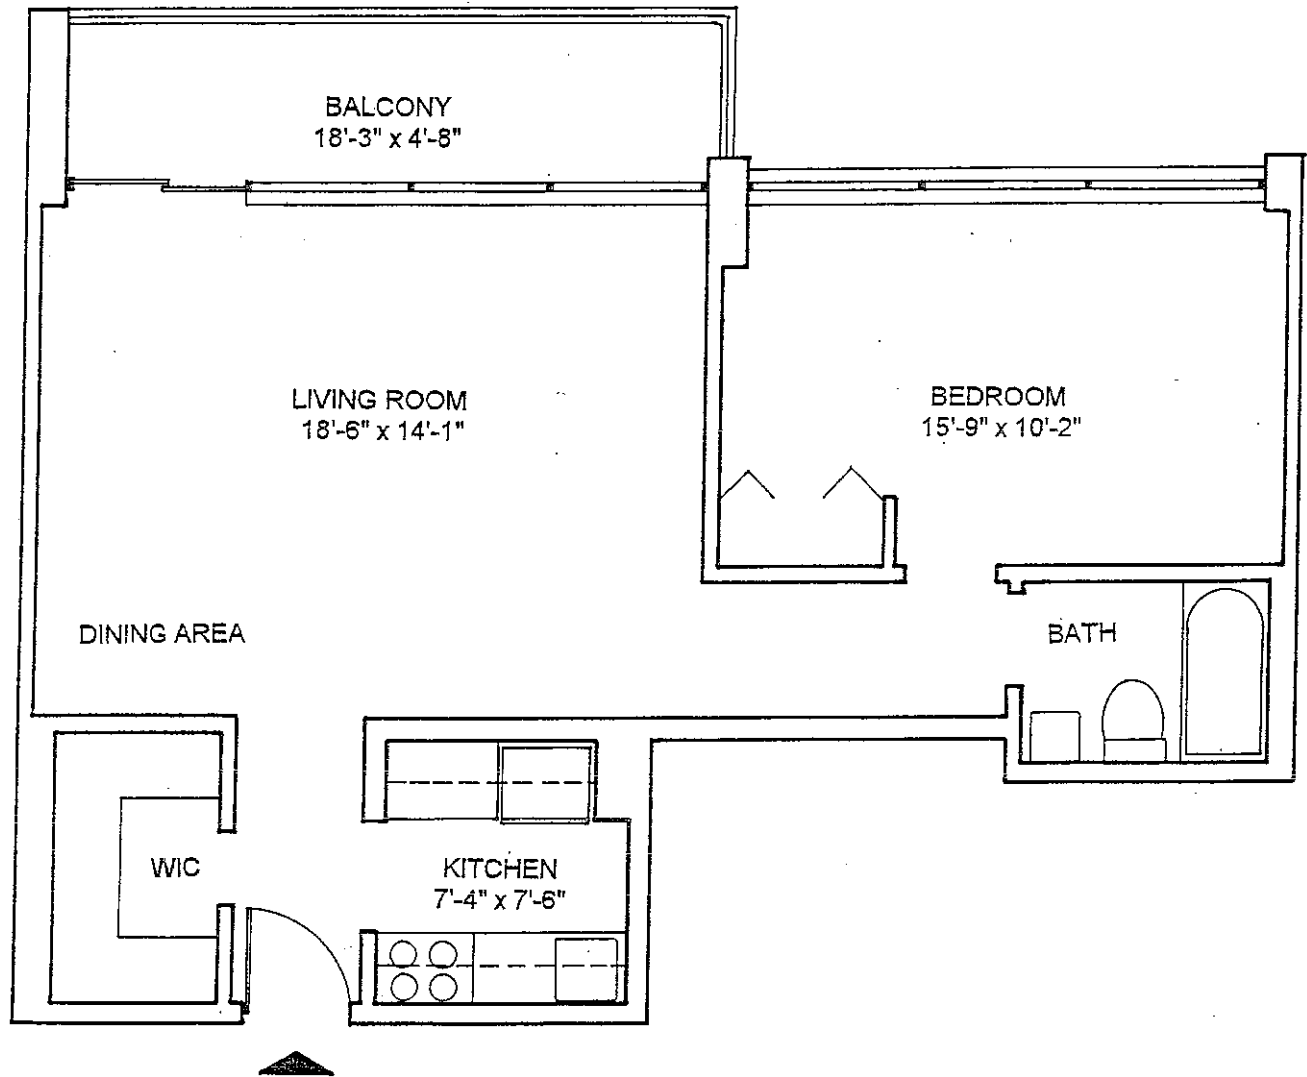 BALCONY
18'-3" x 4'-8"
LIVING ROOM
18'-6" x 14'-1"
BEDROOM
15'-9" x 10'-2"
DINING AREA
BATH
WIC
KITCHEN
7'-4" x 7'-6"